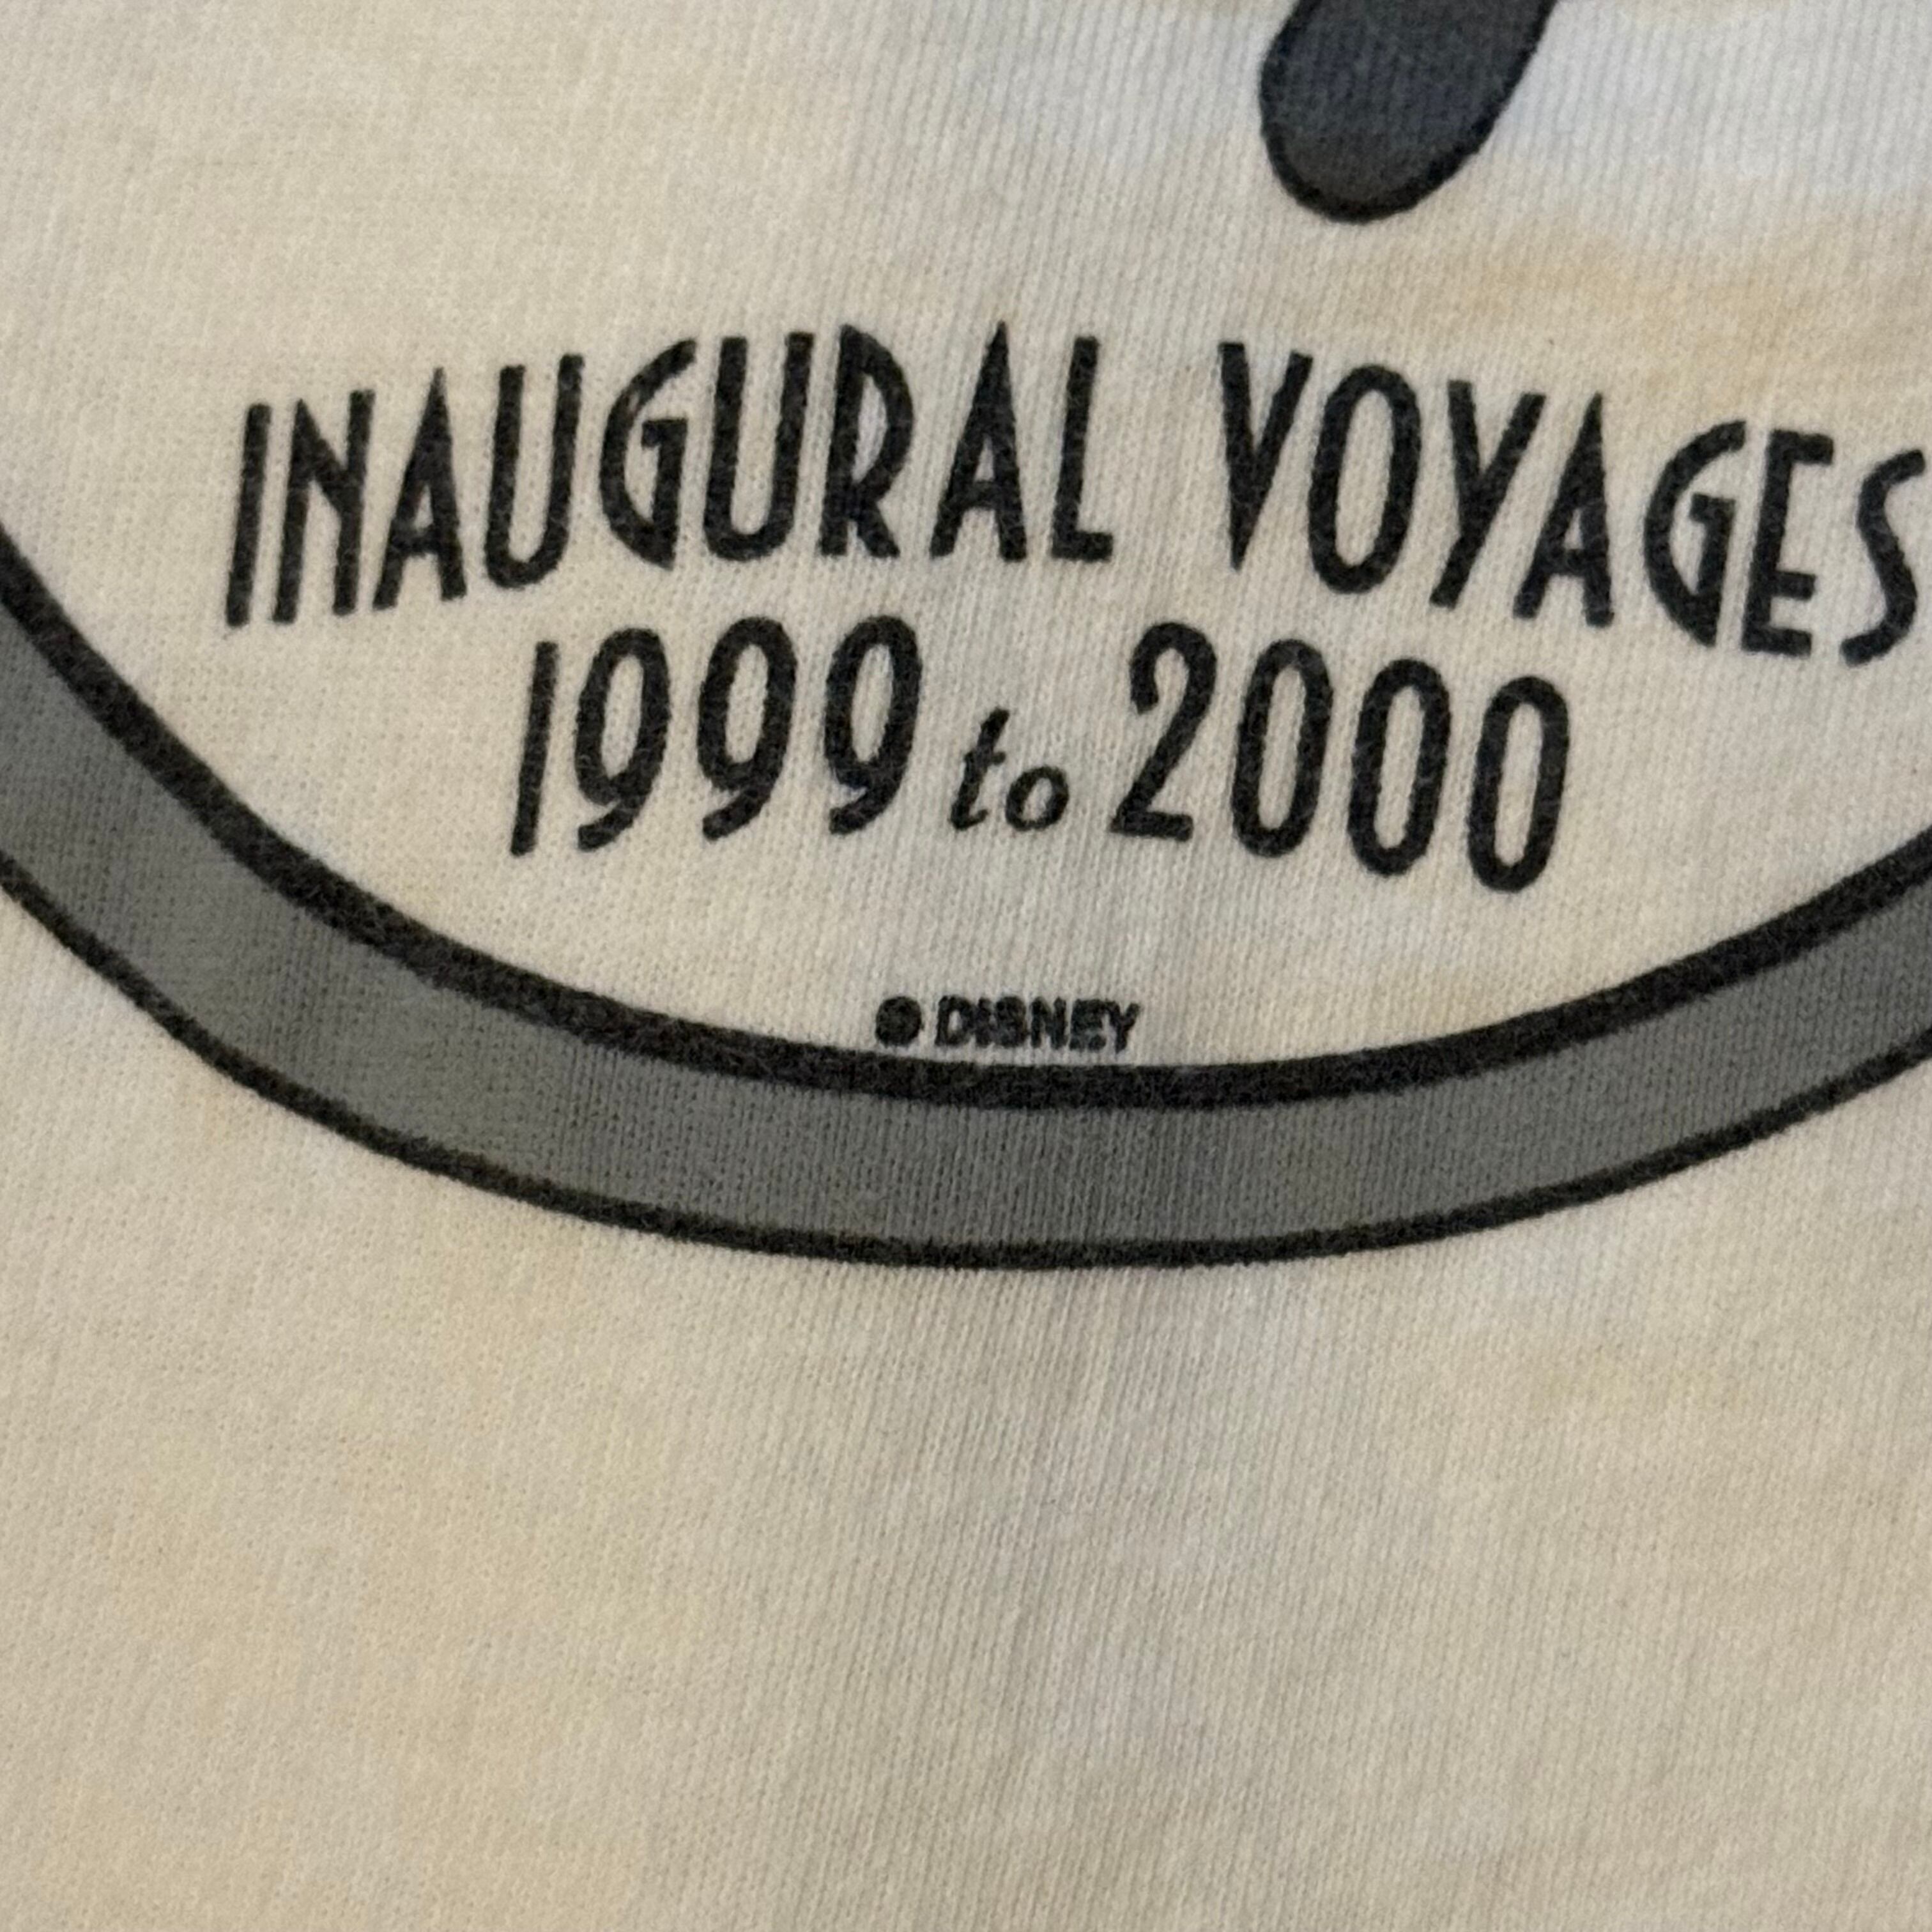 INAUGURAL VOYAGES
1999 to 2000
© DISNEY